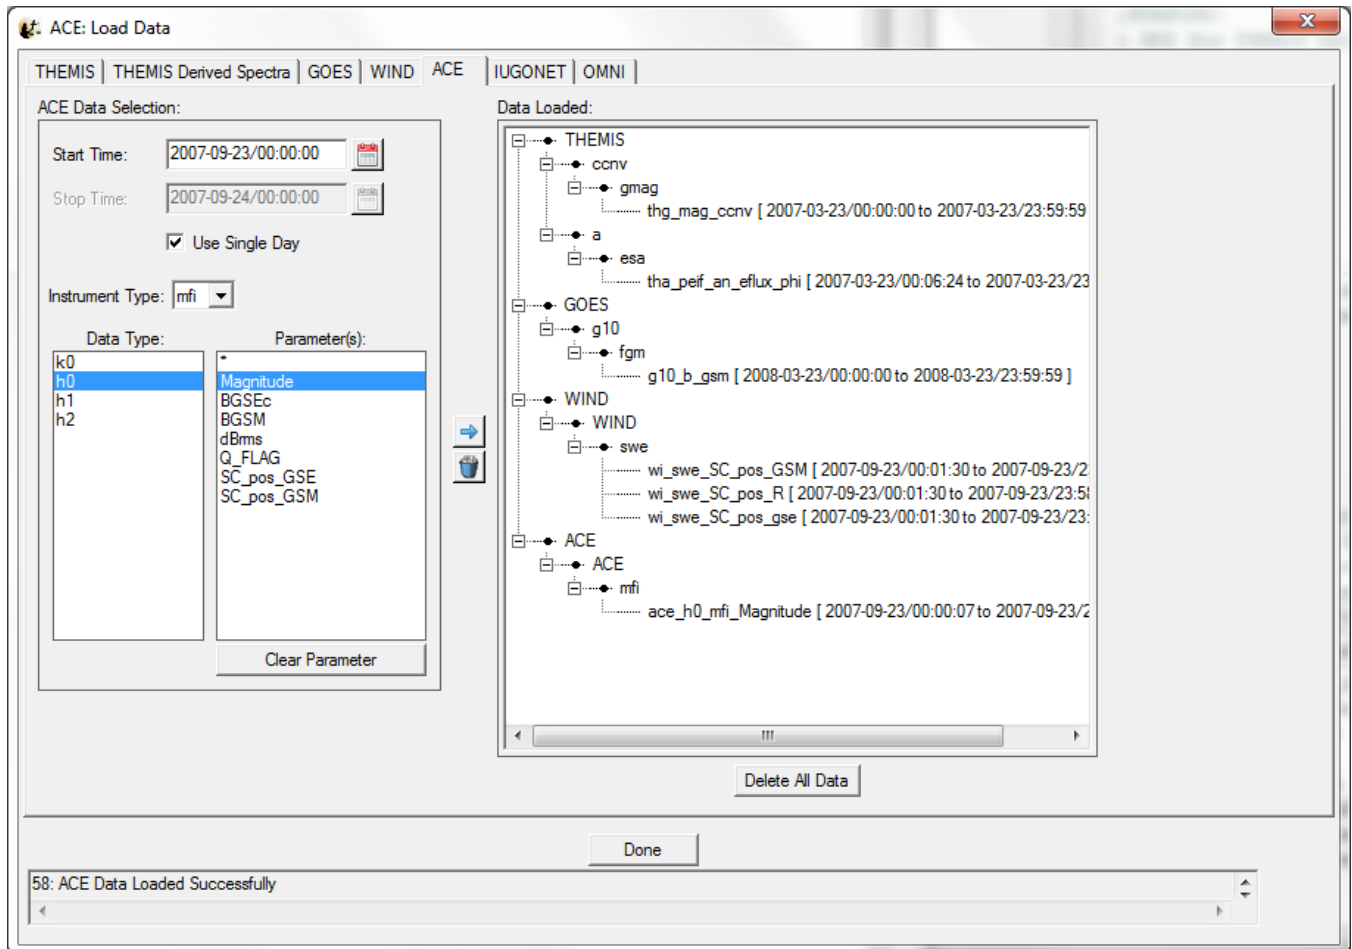 ACE: Load Data
THEMIS THEMIS Derived Spectra GOES WIND ACE IUGONET OMNI
ACE Data Selection:
Start Time: 2007-09-23/00:00:00
Stop Time: 2007-09-24/00:00:00
Use Single Day
Instrument Type: mfi
Data Type:
k0
h0
h1
h2
Parameter(s):
*
Magnitude
BGSEc
BGSM
dBrms
Q_FLAG
SC_pos_GSE
SC_pos_GSM
Clear Parameter
Data Loaded:
THEMIS
ccnv
gmag
thg_mag_ccnv [ 2007-03-23/00:00:00 to 2007-03-23/23:59:59
a
esa
tha_peif_an_eflux_phi [ 2007-03-23/00:06:24 to 2007-03-23/23
GOES
g10
fgm
g10_b_gsm [ 2008-03-23/00:00:00 to 2008-03-23/23:59:59 ]
WIND
WIND
swe
wi_swe_SC_pos_GSM [ 2007-09-23/00:01:30 to 2007-09-23/2
wi_swe_SC_pos_R [ 2007-09-23/00:01:30 to 2007-09-23/23:5
wi_swe_SC_pos_gse [ 2007-09-23/00:01:30 to 2007-09-23/23:
ACE
ACE
mfi
ace_h0_mfi_Magnitude [ 2007-09-23/00:00:07 to 2007-09-23/2
Delete All Data
Done
58: ACE Data Loaded Successfully